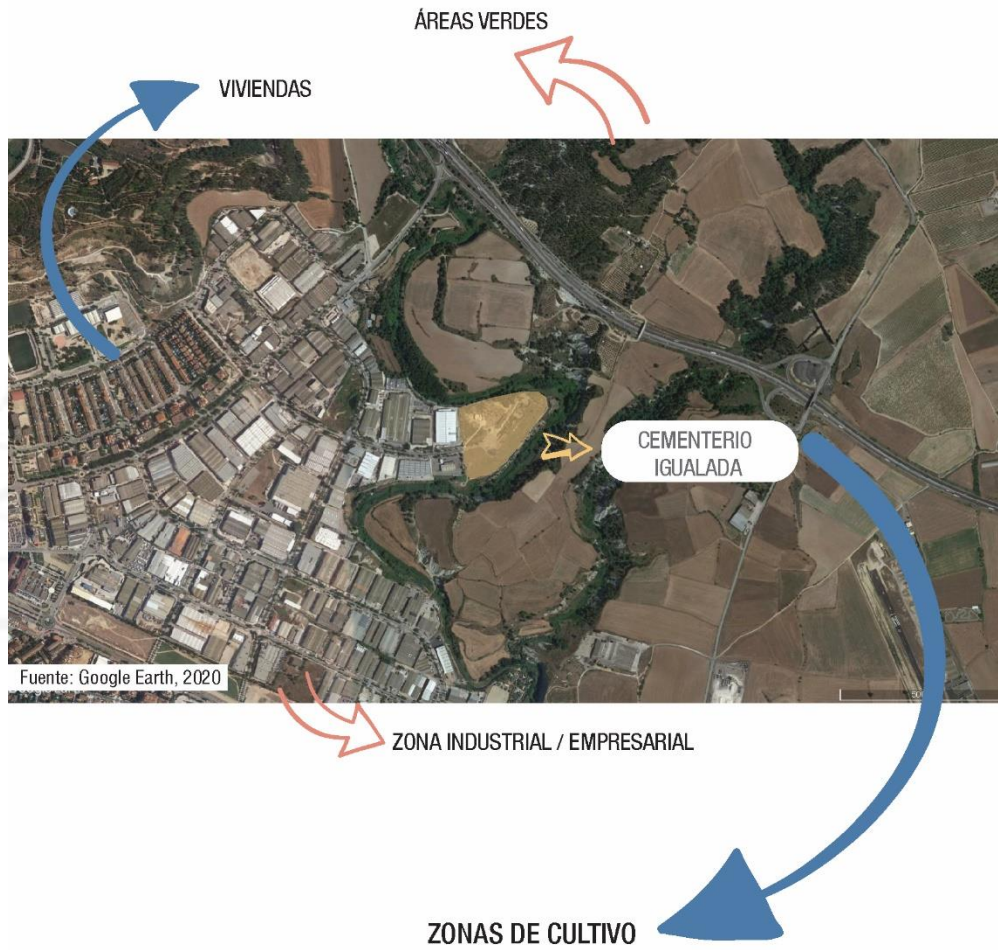 ÁREAS VERDES
VIVIENDAS
CEMENTERIO
IGUALADA
Fuente: Google Earth, 2020
ZONA INDUSTRIAL / EMPRESARIAL
ZONAS DE CULTIVO